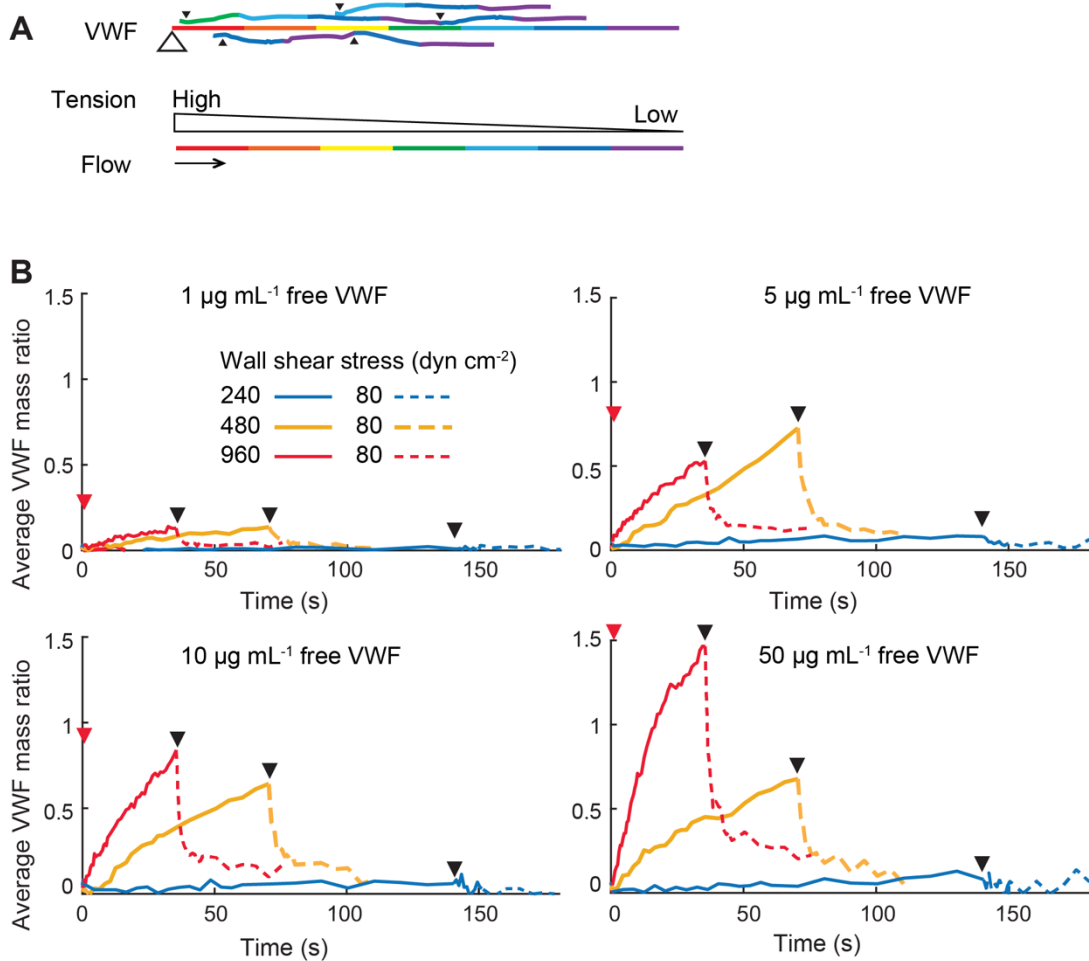 A
VWF
Tension High
Low
Flow
B
1 µg mL⁻¹ free VWF
5 µg mL⁻¹ free VWF
Wall shear stress (dyn cm⁻²)
240 80
480 80
960 80
Average VWF mass ratio
1.5
1
0.5
0
0 50 100 150
Time (s)
1.5
1
0.5
0
0 50 100 150
Time (s)
10 µg mL⁻¹ free VWF
50 µg mL⁻¹ free VWF
Average VWF mass ratio
1.5
1
0.5
0
0 50 100 150
Time (s)
1.5
1
0.5
0
0 50 100 150
Time (s)